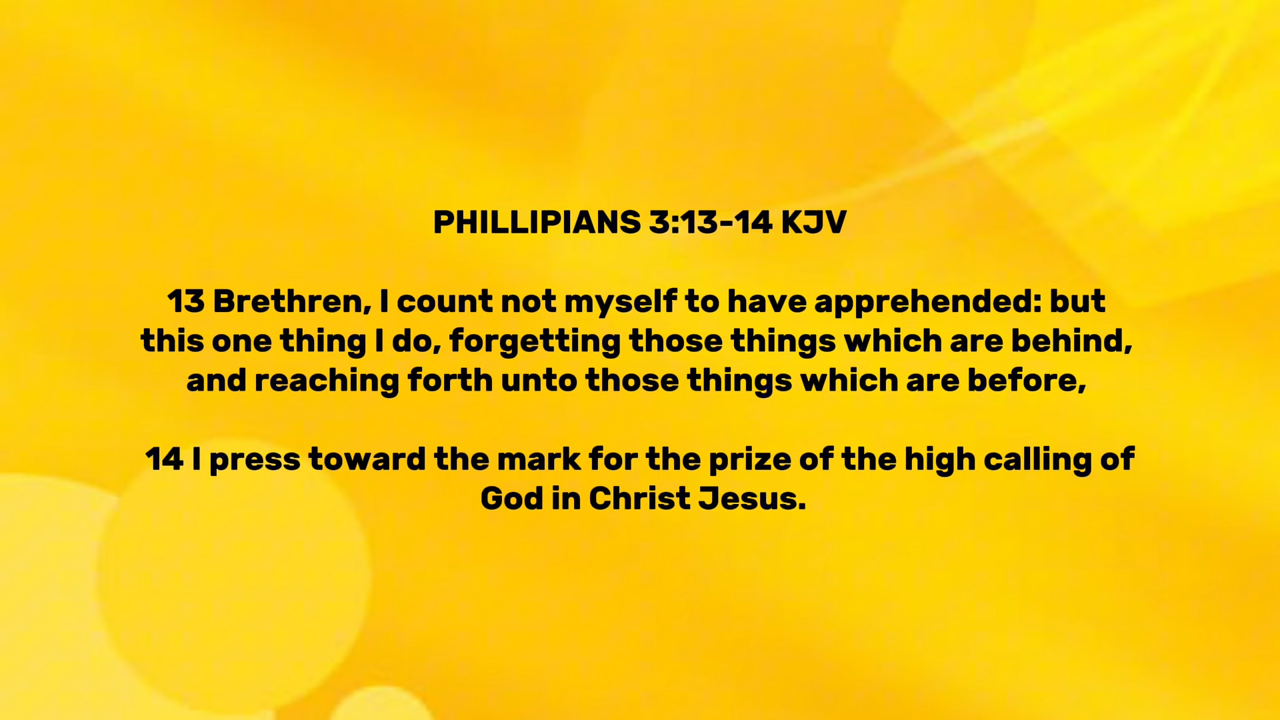 PHILLIPIANS 3:13-14 KJV
13 Brethren, I count not myself to have apprehended: but
this one thing I do, forgetting those things which are behind,
and reaching forth unto those things which are before,
14 I press toward the mark for the prize of the high calling of
God in Christ Jesus.